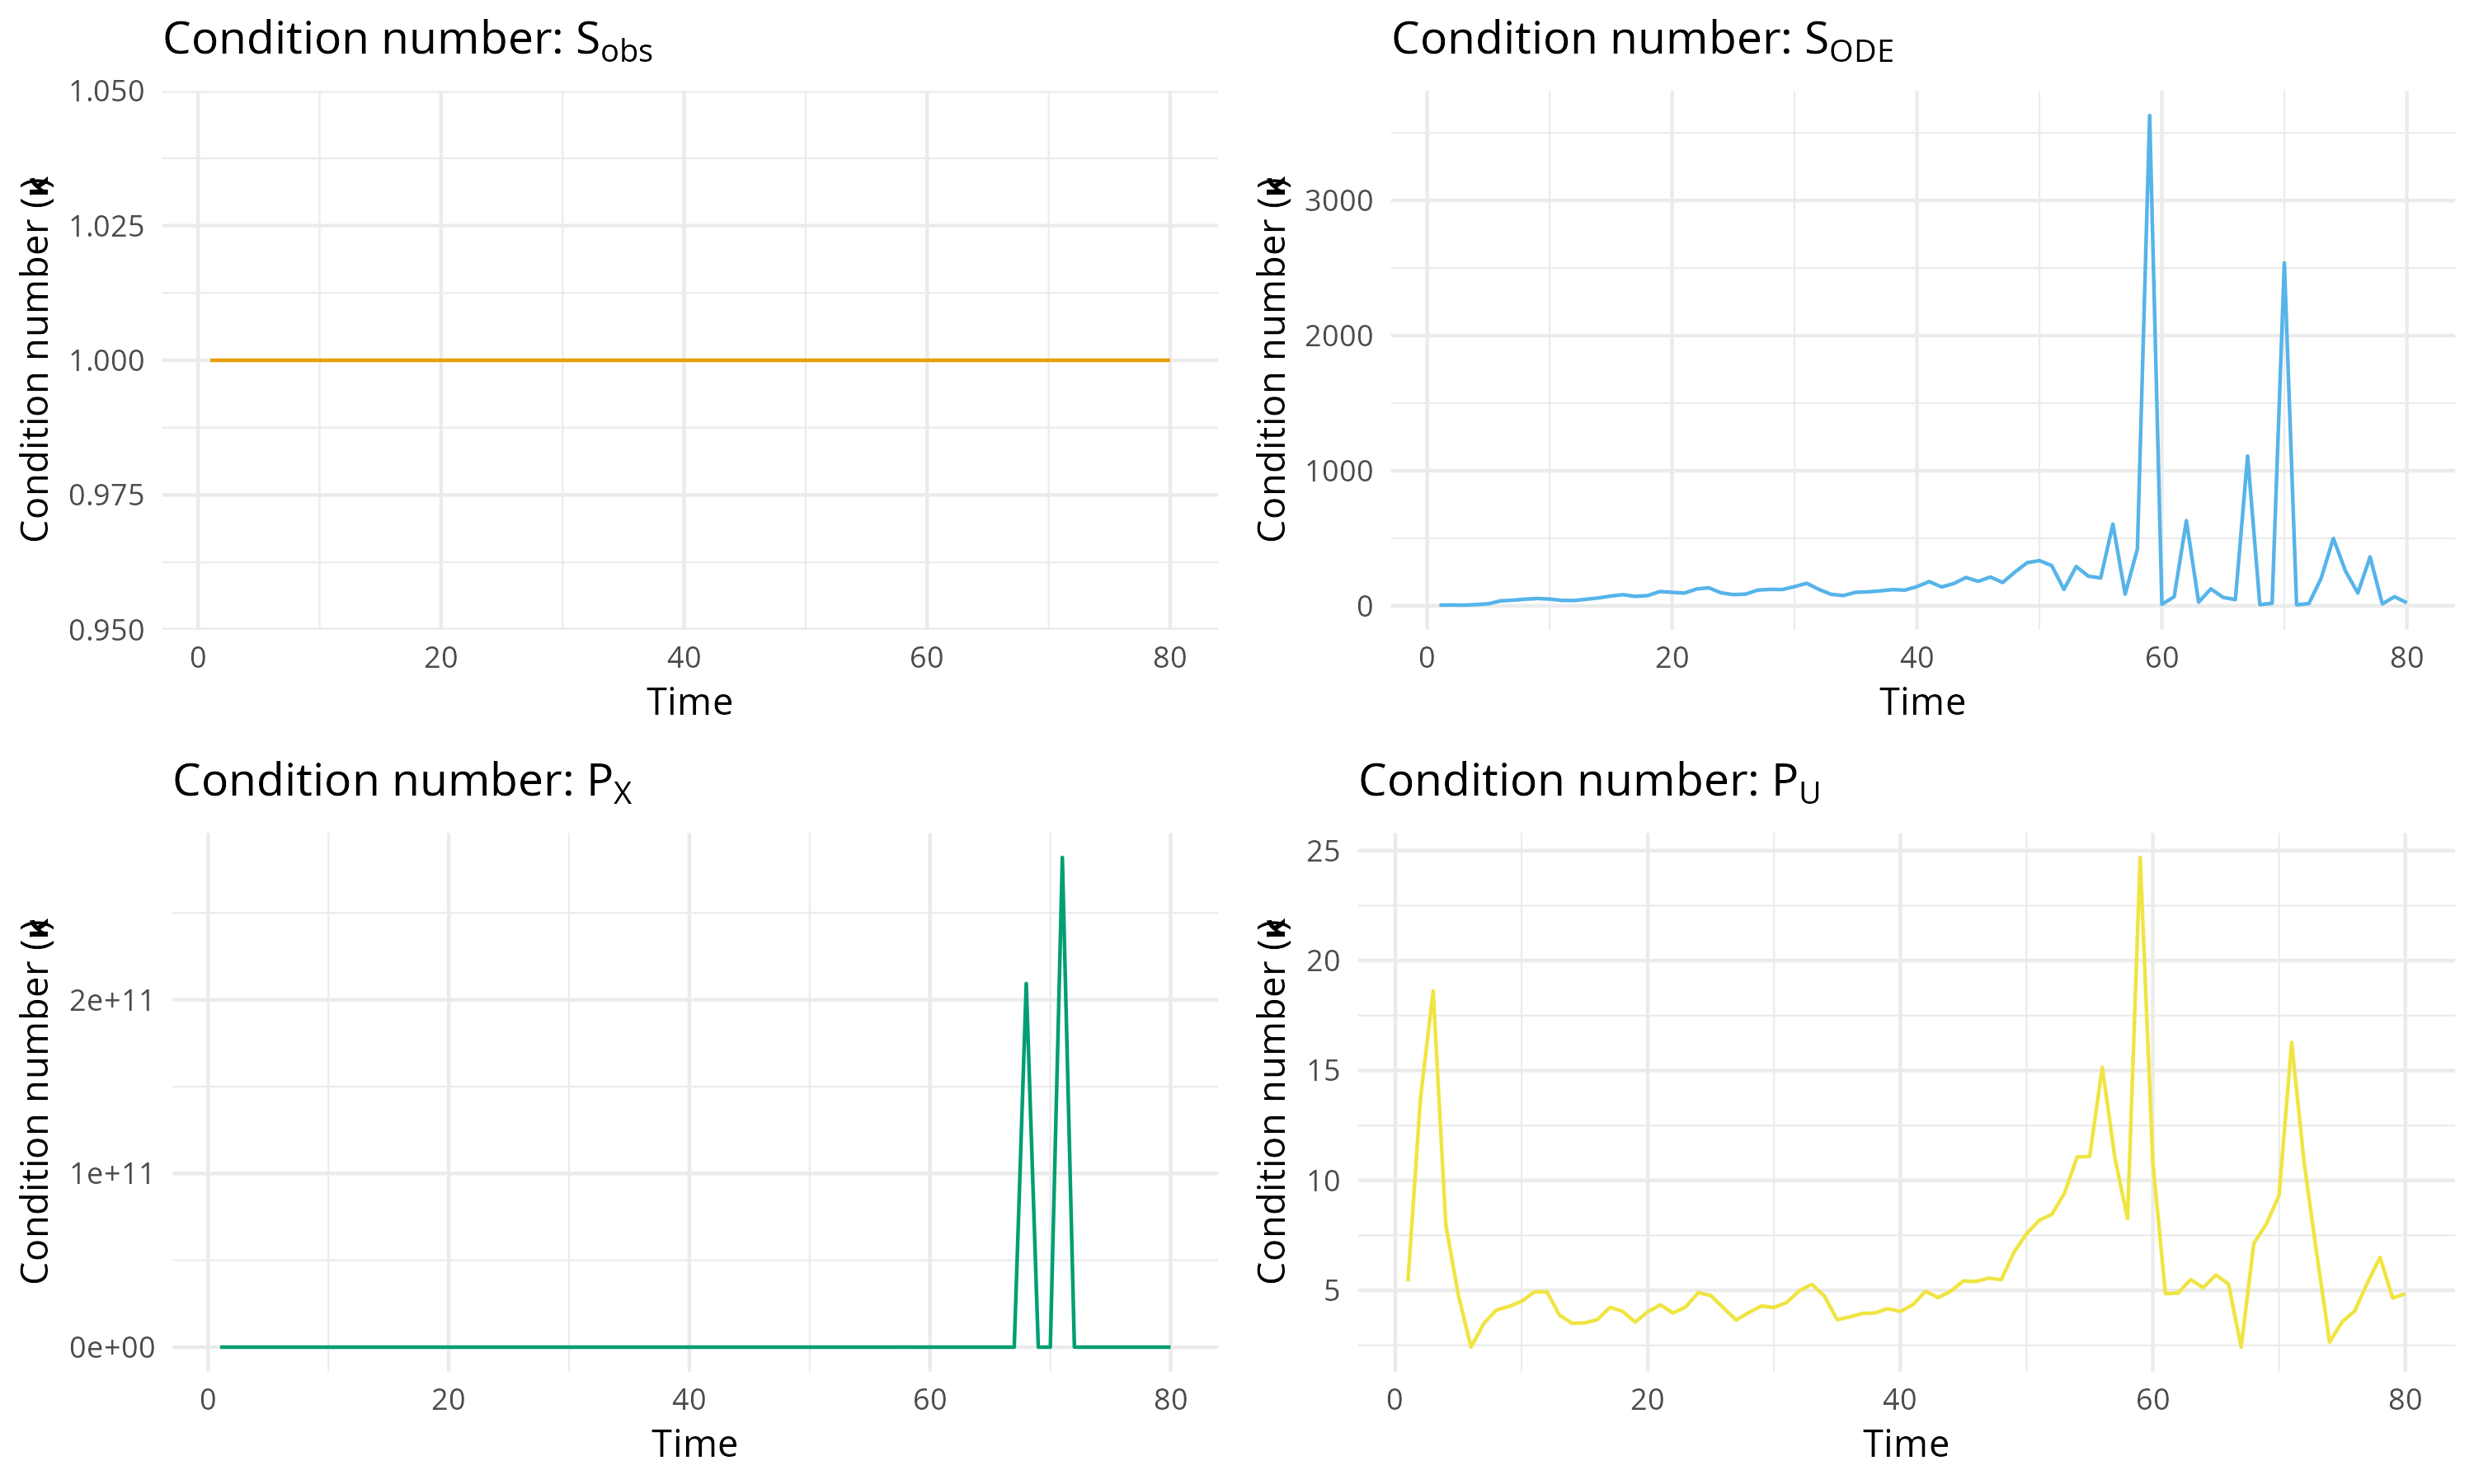 Condition number: S_obs
Condition number (κ)
1.050
1.025
1.000
0.975
0.950
0 20 40 60 80
Time
Condition number: S_ODE
Condition number (κ)
3000
2000
1000
0
0 20 40 60 80
Time
Condition number: P_X
Condition number (κ)
2e+11
1e+11
0e+00
0 20 40 60 80
Time
Condition number: P_U
Condition number (κ)
25
20
15
10
5
0 20 40 60 80
Time